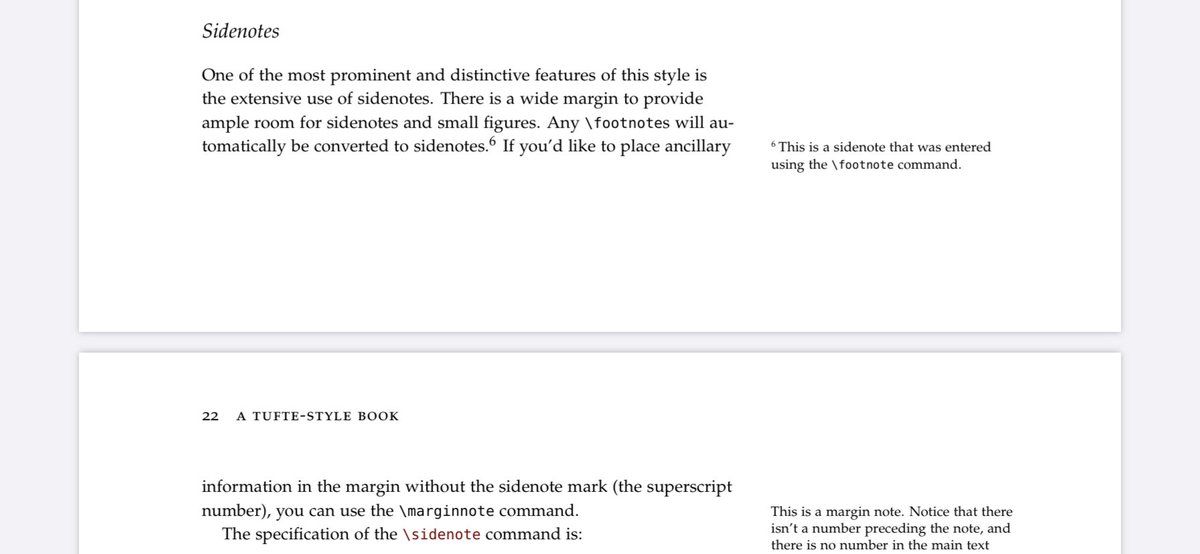 Sidenotes
One of the most prominent and distinctive features of this style is
the extensive use of sidenotes. There is a wide margin to provide
ample room for sidenotes and small figures. Any \footnotes will au-
tomatically be converted to sidenotes.⁶ If you’d like to place ancillary
⁶ This is a sidenote that was entered
using the \footnote command.
22 A TUFTE-STYLE BOOK
information in the margin without the sidenote mark (the superscript
number), you can use the \marginnote command.
The specification of the \sidenote command is:
This is a margin note. Notice that there
isn’t a number preceding the note, and
there is no number in the main text